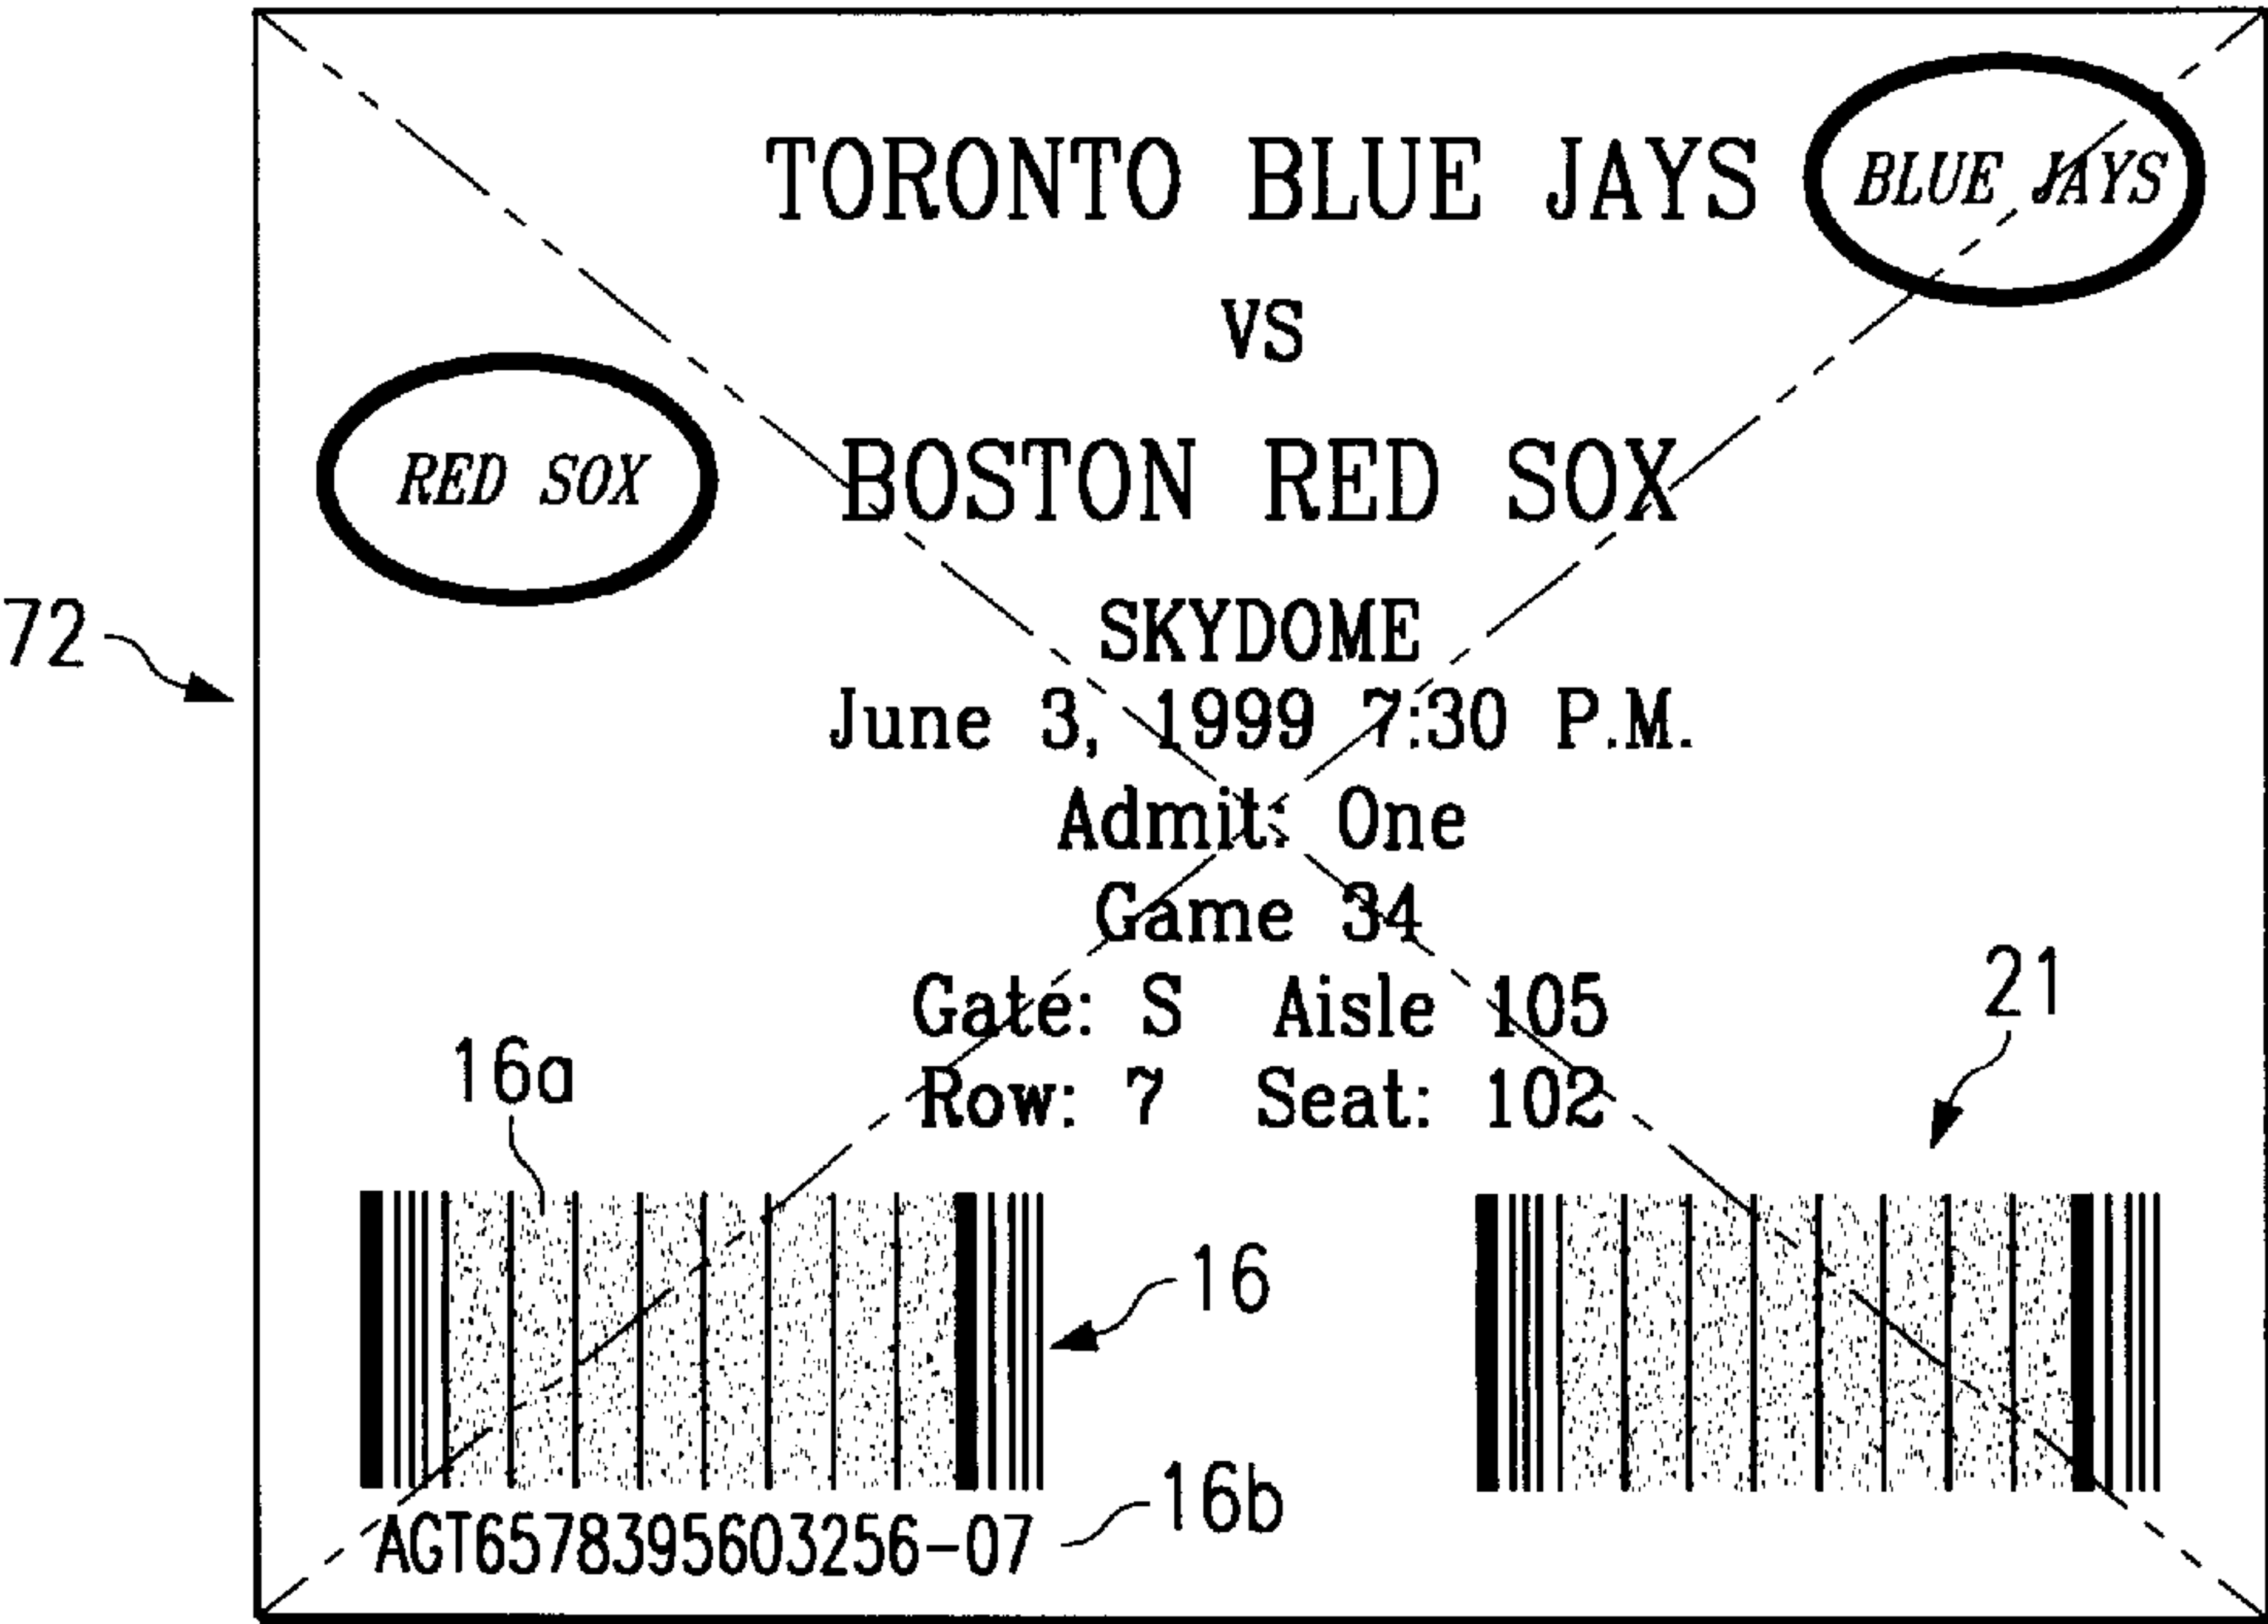 TORONTO BLUE JAYS
BLUE JAYS
VS
RED SOX
BOSTON RED SOX
72
SKYDOME
June 3, 1999 7:30 P.M.
Admit: One
Game 34
Gate: S Aisle 105
21
16a
Row: 7 Seat: 102
16
16b
AGT6578395603256-07